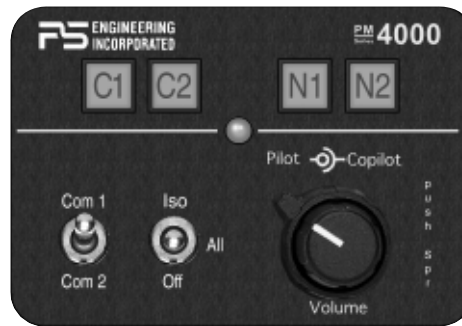 PS ENGINEERING
INCORPORATED
PM 4000
C1 C2 N1 N2
Pilot Copilot
Com 1
Iso
All
Com 2
Off
Push Spr
Volume